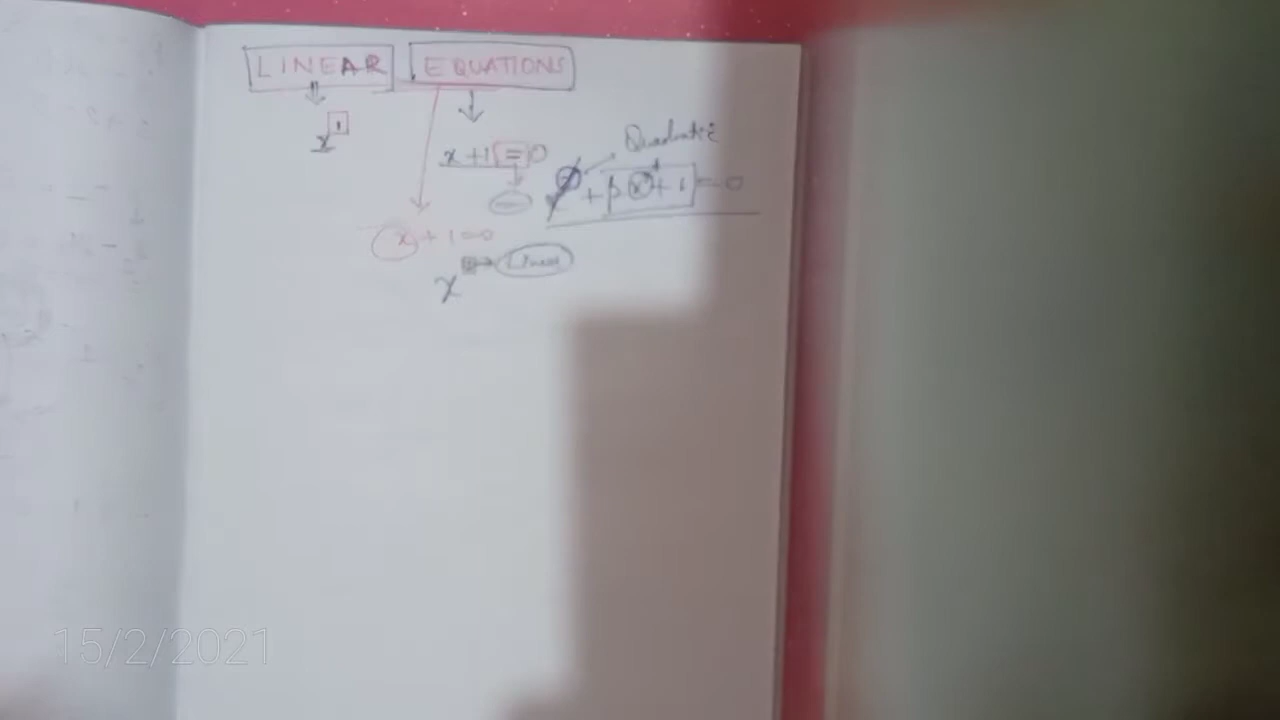 LINEAR EQUATIONS
x¹
Quadratic
x + 1 = 0
x + 1 = 0
Linear
x
15/2/2021